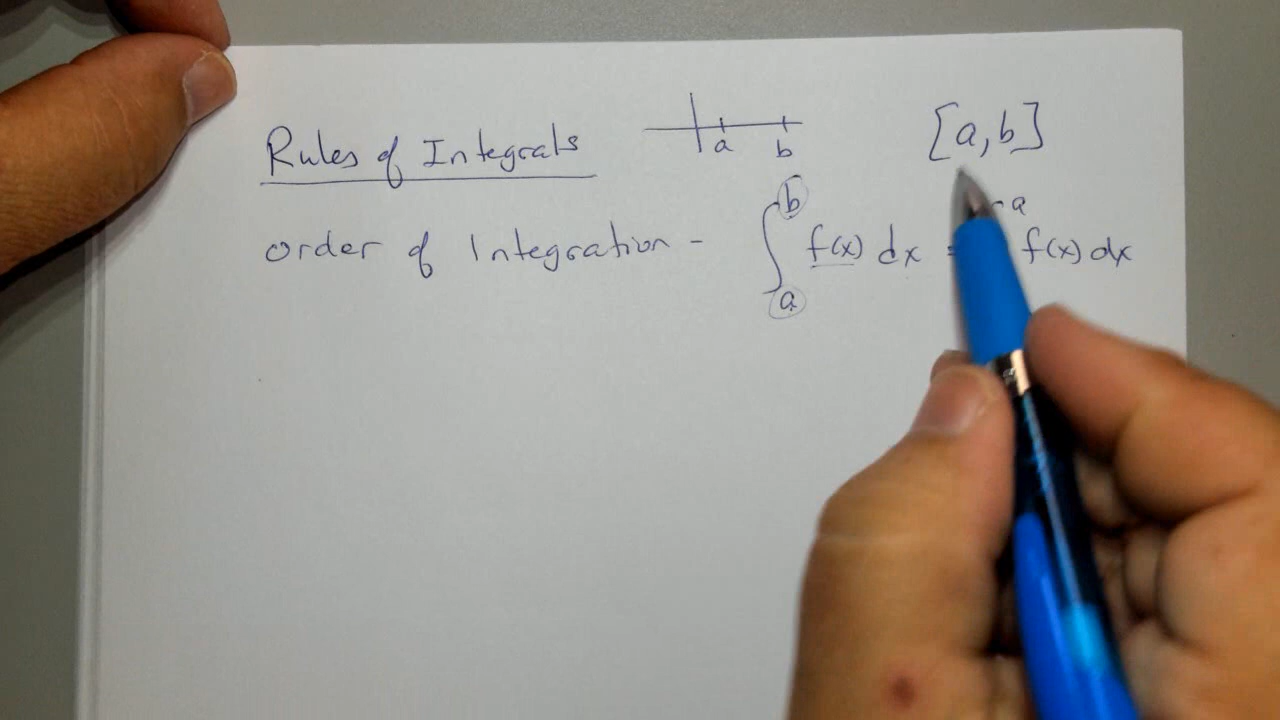 Rules of Integrals
a b
[a,b]
order of Integration - ∫ₐᵇ f(x) dx = ∫ᵃ f(x) dx